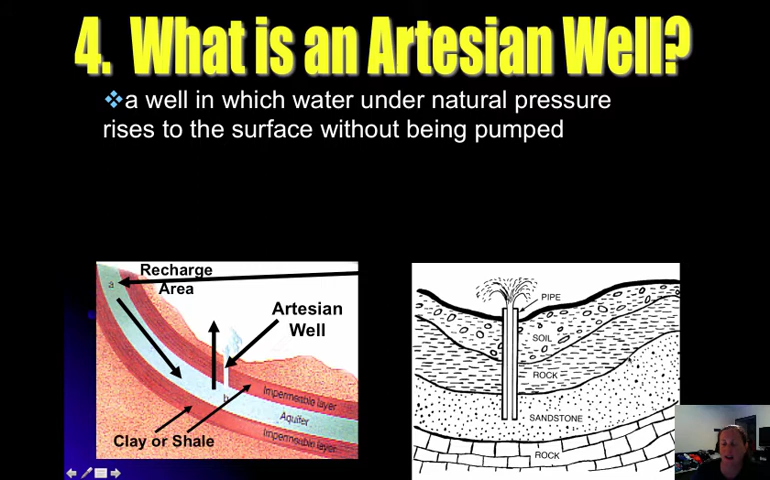 4. What is an Artesian Well?
❖a well in which water under natural pressure
rises to the surface without being pumped
Recharge
Area
a
Artesian
Well
b
Impermeable layer
Aquifer
Impermeable layer
Clay or Shale
PIPE
SOIL
ROCK
SANDSTONE
ROCK